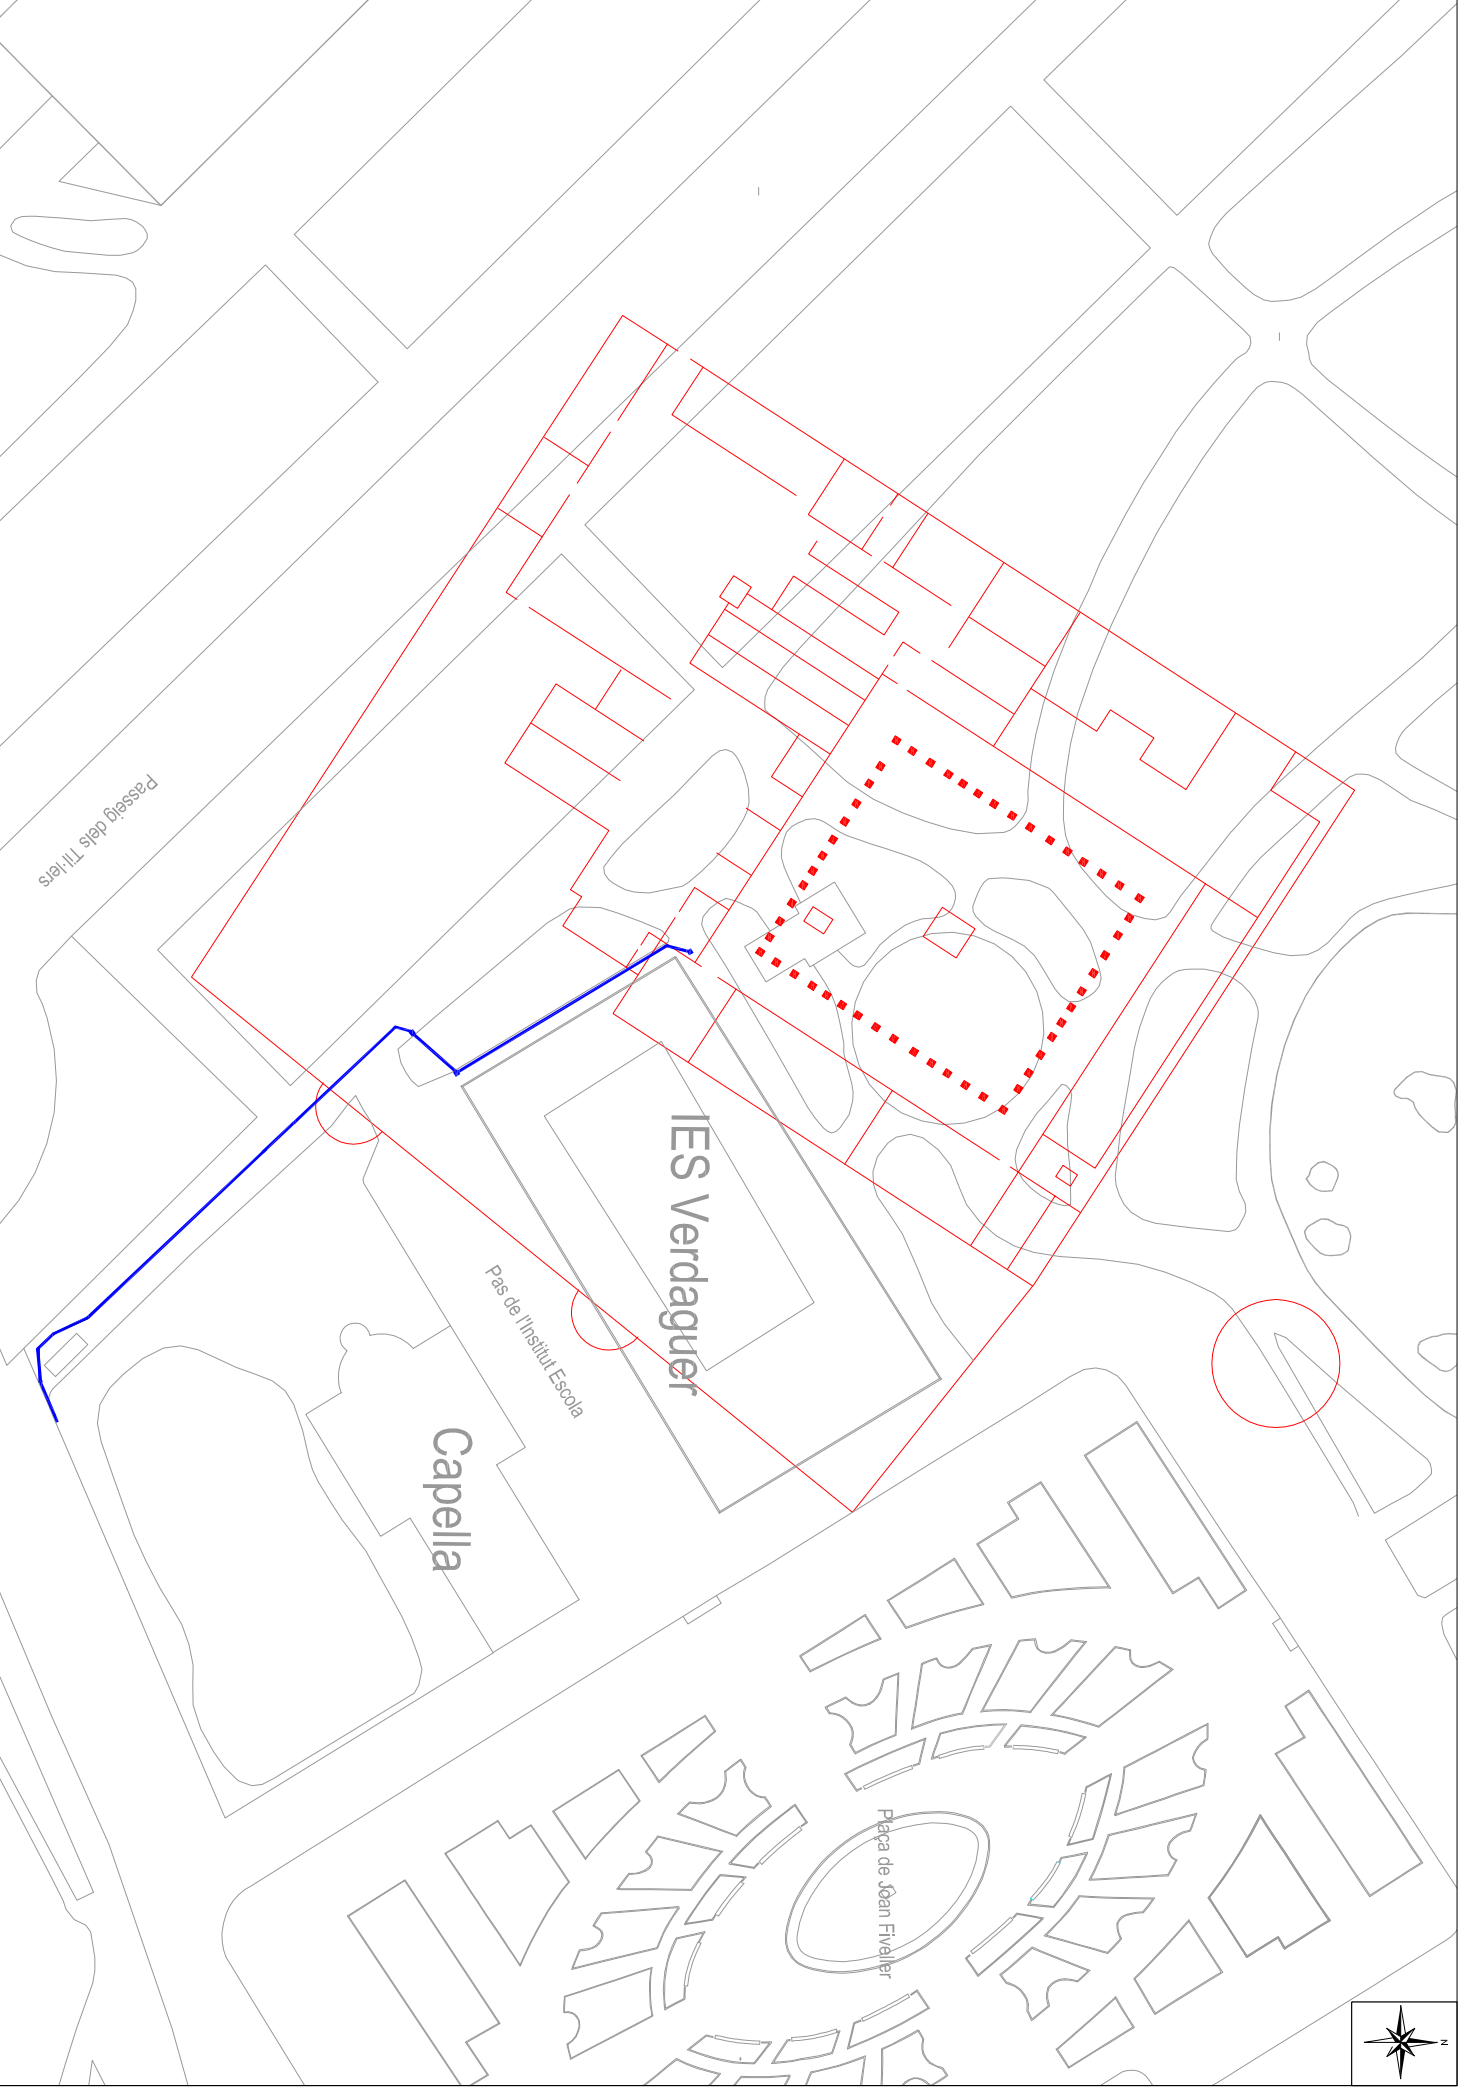 Passeig dels Til·lers
IES Verdaguer
Pas de l'Institut Escola
Capella
Plaça de Joan Fiveller
N